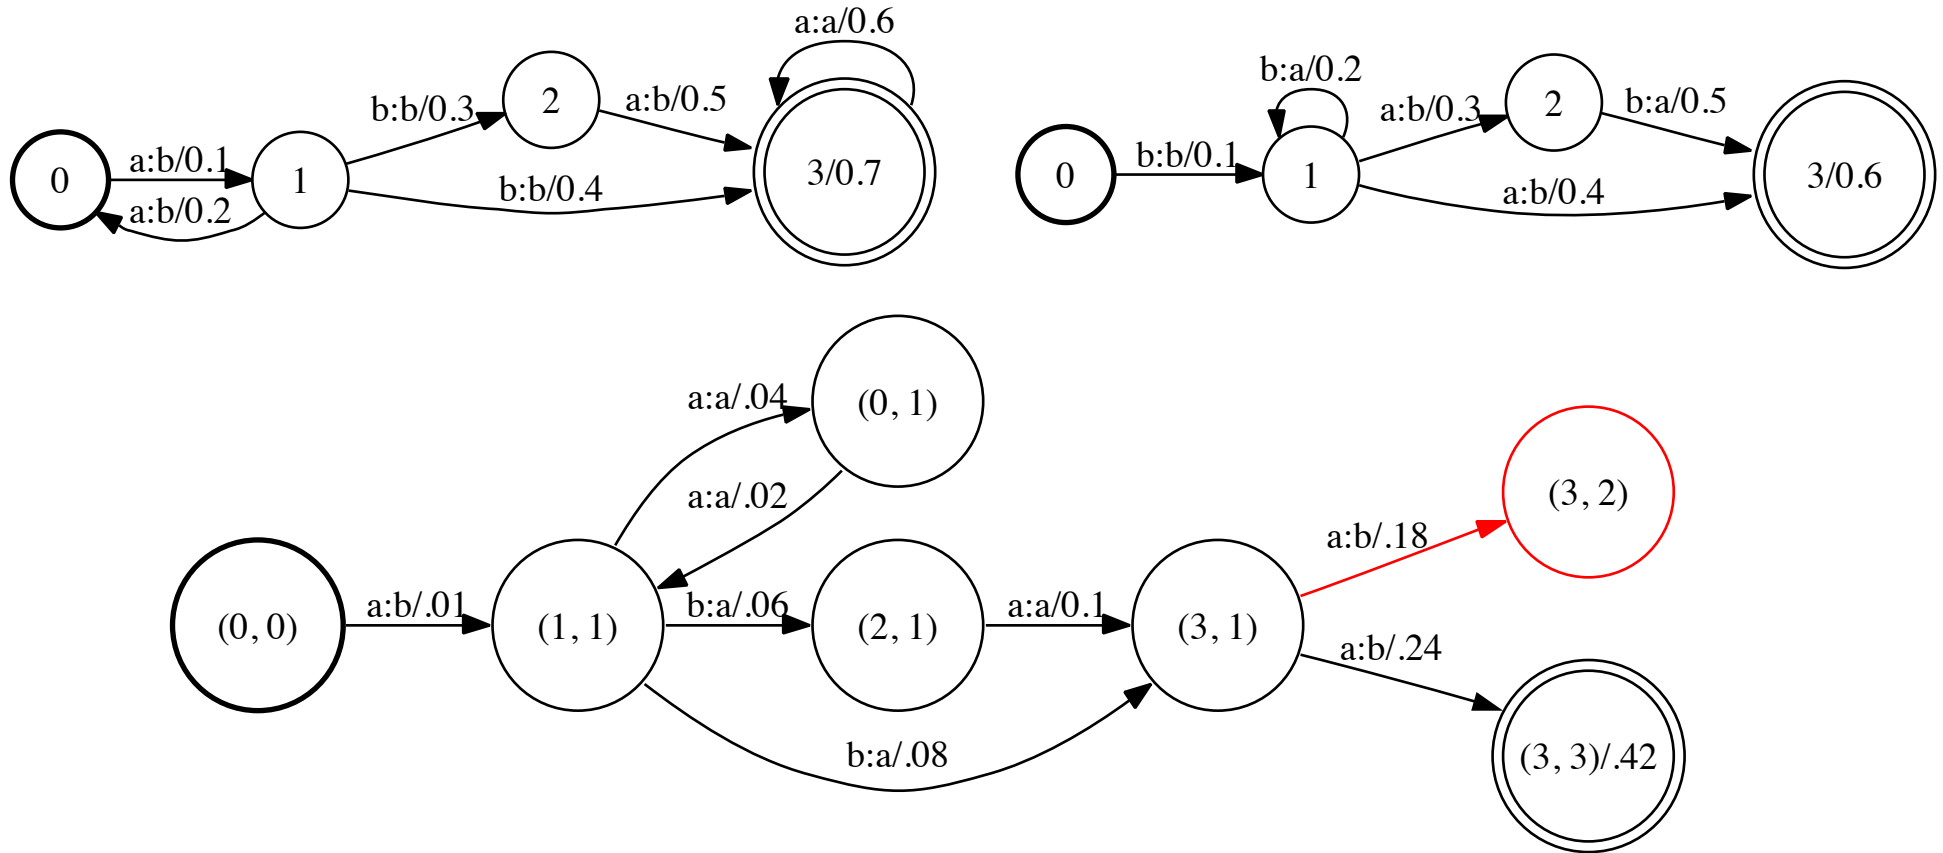 a:a/0.6
b:b/0.3
2
a:b/0.5
0
a:b/0.1
1
3/0.7
a:b/0.2
b:b/0.4
b:a/0.2
a:b/0.3
2
b:a/0.5
0
b:b/0.1
1
3/0.6
a:b/0.4
a:a/.04
(0, 1)
a:a/.02
(3, 2)
a:b/.18
(0, 0)
a:b/.01
(1, 1)
b:a/.06
(2, 1)
a:a/0.1
(3, 1)
a:b/.24
b:a/.08
(3, 3)/.42